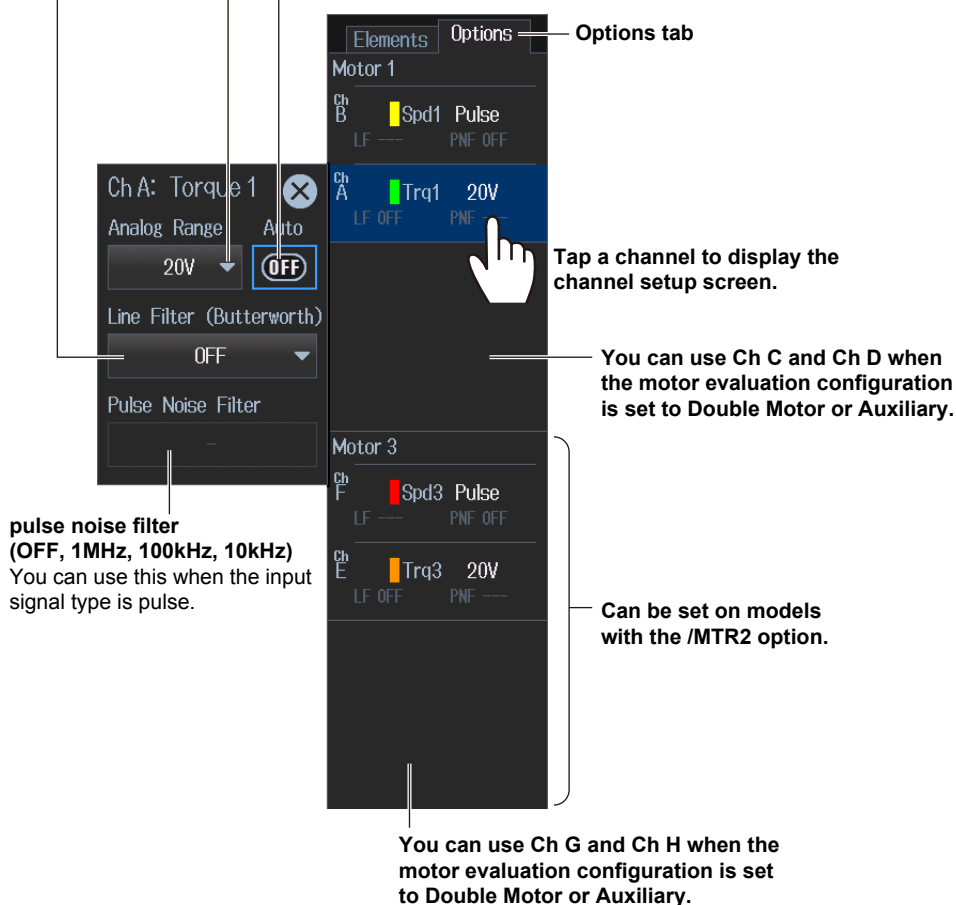 Elements Options
Options tab
Motor 1
Ch B Spd1 Pulse
LF --- PNF OFF
Ch A Trq1 20V
LF OFF PNF ---
Ch A: Torque 1
Analog Range Auto
20V OFF
Line Filter (Butterworth)
OFF
Pulse Noise Filter
-
Tap a channel to display the
channel setup screen.
You can use Ch C and Ch D when
the motor evaluation configuration
is set to Double Motor or Auxiliary.
pulse noise filter
(OFF, 1MHz, 100kHz, 10kHz)
You can use this when the input
signal type is pulse.
Motor 3
Ch F Spd3 Pulse
LF --- PNF OFF
Ch E Trq3 20V
LF OFF PNF ---
Can be set on models
with the /MTR2 option.
You can use Ch G and Ch H when the
motor evaluation configuration is set
to Double Motor or Auxiliary.